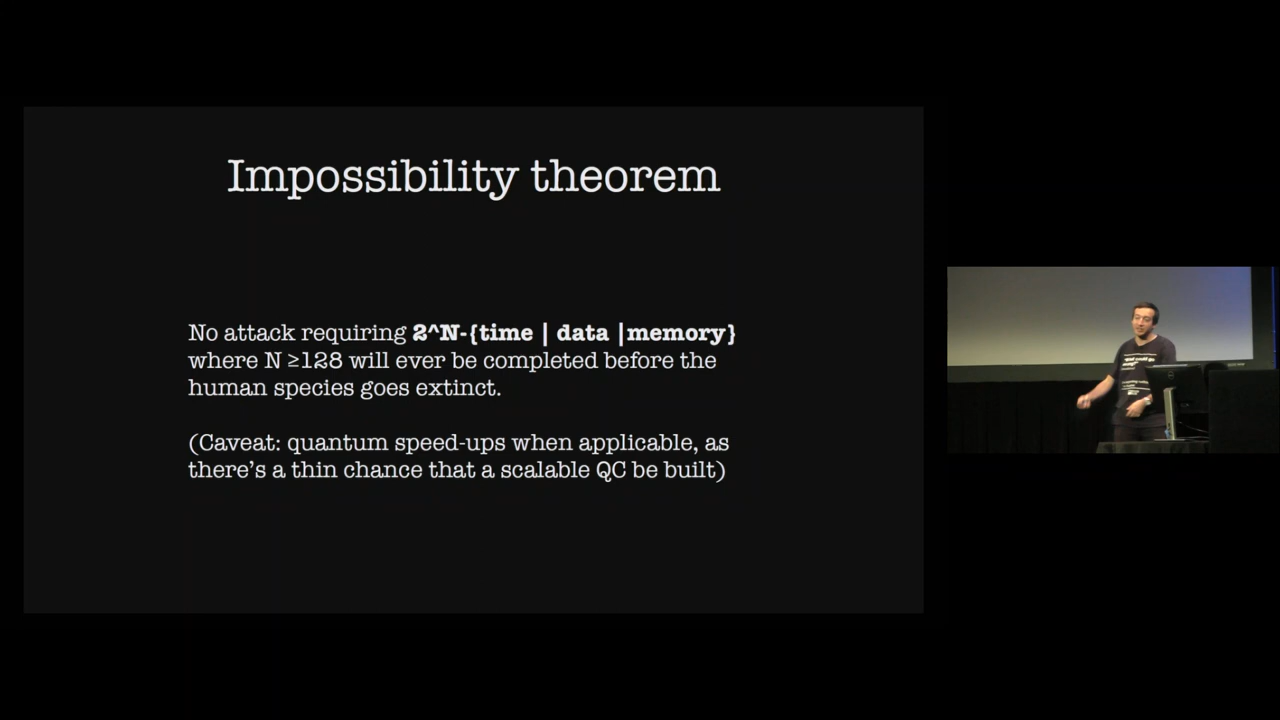 Impossibility theorem
No attack requiring 2^N-{time | data |memory}
where N ≥128 will ever be completed before the
human species goes extinct.
(Caveat: quantum speed-ups when applicable, as
there's a thin chance that a scalable QC be built)